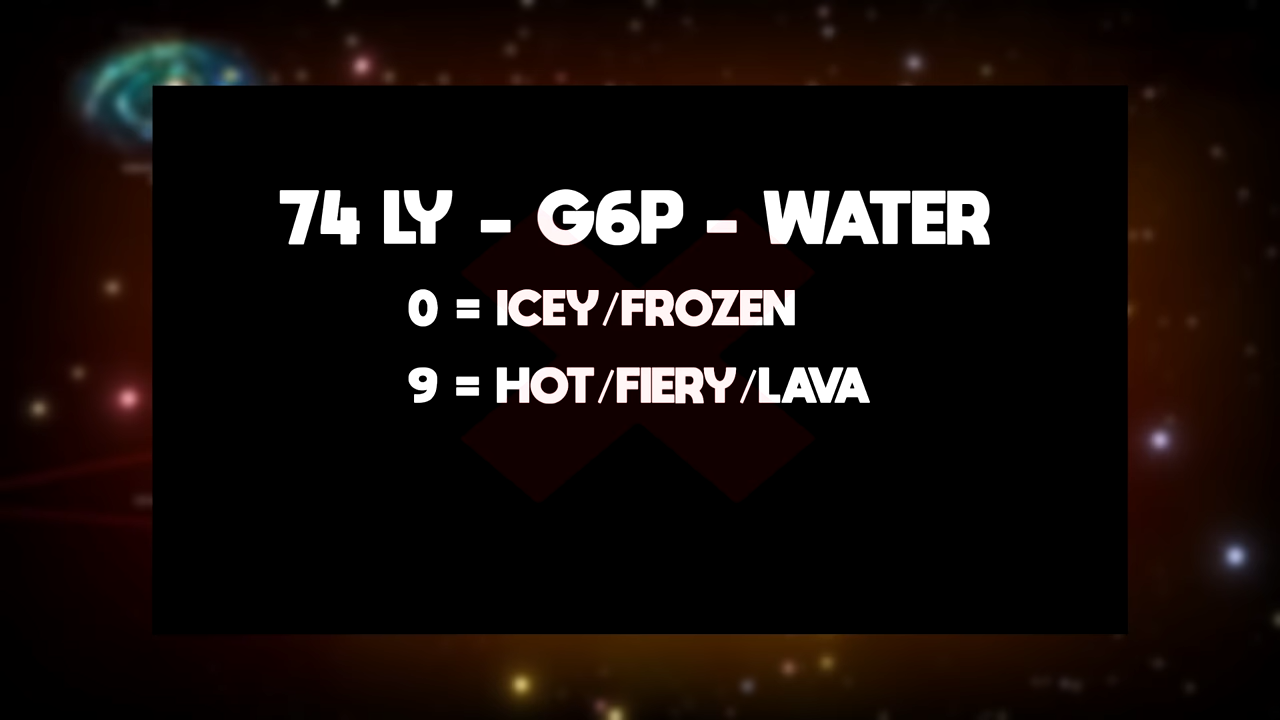 74 LY - G6P - WATER
0 = ICEY/FROZEN
9 = HOT/FIERY/LAVA